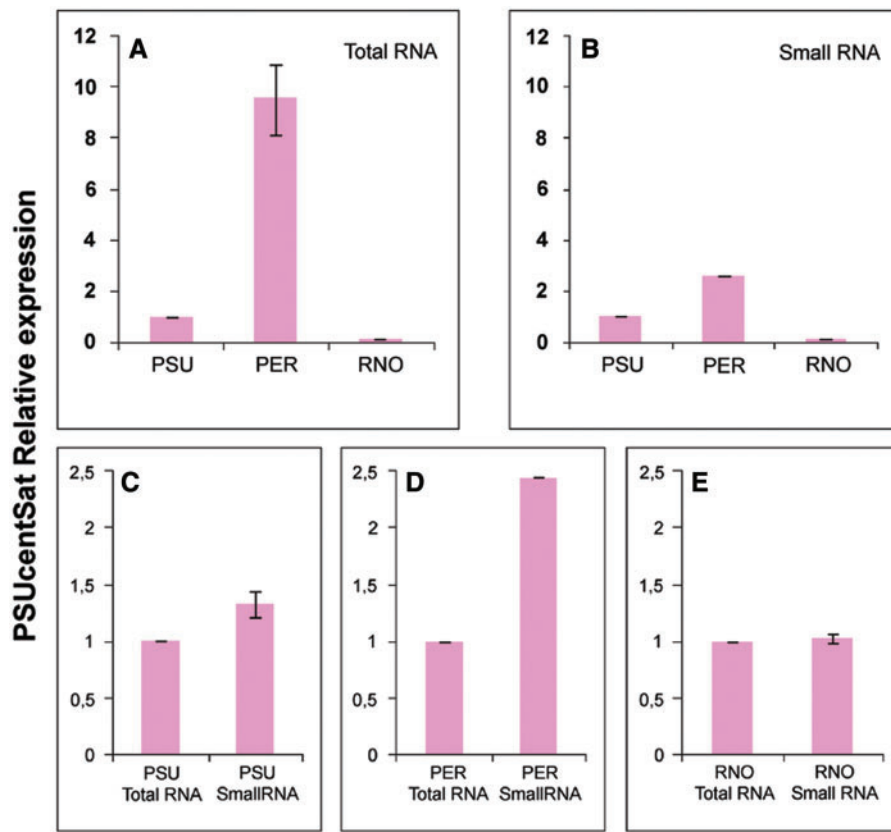 PSUcentSat Relative expression
A
Total RNA
12
10
8
6
4
2
0
PSU
PER
RNO
B
Small RNA
12
10
8
6
4
2
0
PSU
PER
RNO
C
2,5
2
1,5
1
0,5
0
PSU
Total RNA
PSU
SmallRNA
D
2,5
2
1,5
1
0,5
0
PER
Total RNA
PER
SmallRNA
E
2,5
2
1,5
1
0,5
0
RNO
Total RNA
RNO
Small RNA